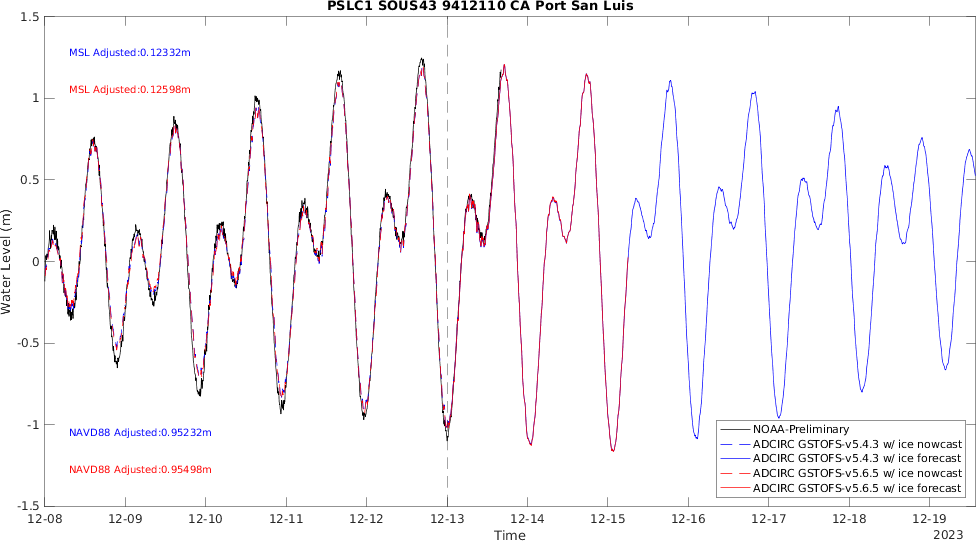 PSLC1 SOUS43 9412110 CA Port San Luis
1.5
MSL Adjusted:0.12332m
MSL Adjusted:0.12598m
1
0.5
Water Level (m)
0
-0.5
-1
NAVD88 Adjusted:0.95232m
NAVD88 Adjusted:0.95498m
NOAA-Preliminary
ADCIRC GSTOFS-v5.4.3 w/ ice nowcast
ADCIRC GSTOFS-v5.4.3 w/ ice forecast
ADCIRC GSTOFS-v5.6.5 w/ ice nowcast
ADCIRC GSTOFS-v5.6.5 w/ ice forecast
-1.5
12-08 12-09 12-10 12-11 12-12 12-13 12-14 12-15 12-16 12-17 12-18 12-19
Time
2023